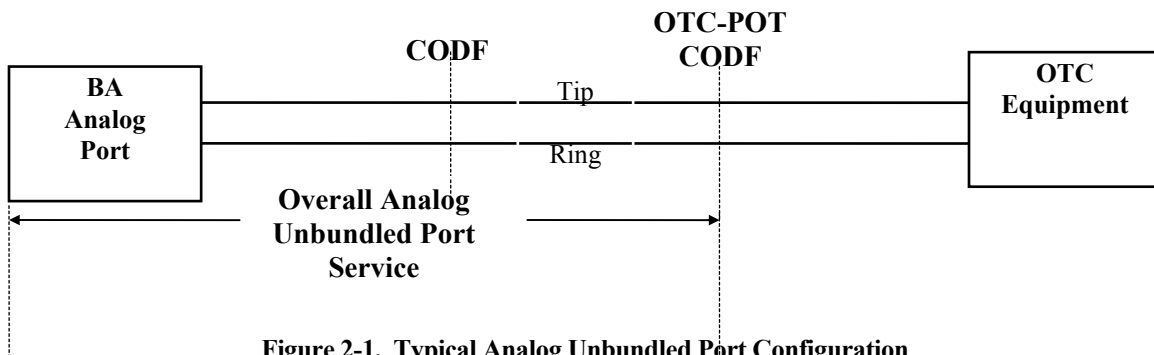 OTC-POT
CODF
CODF
BA
Analog
Port
Tip
Ring
OTC
Equipment
Overall Analog
Unbundled Port
Service
Figure 2-1. Typical Analog Unbundled Port Configuration